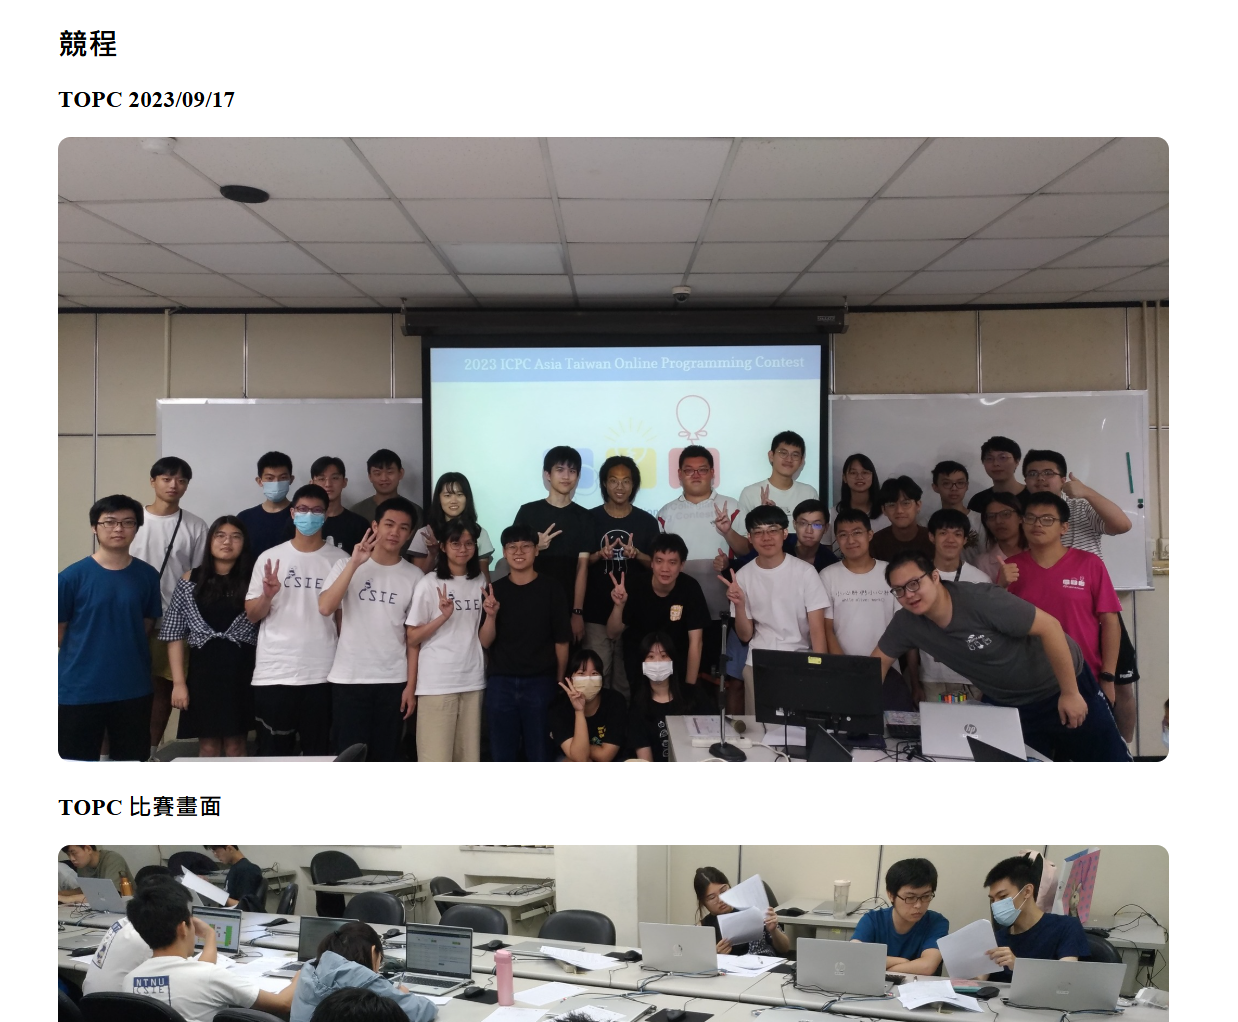 競程
TOPC 2023/09/17
2023 ICPC Asia Taiwan Online Programming Contest
CSIE
CSIE
SIE
TOPC 比賽畫面
NTNU
CSIE